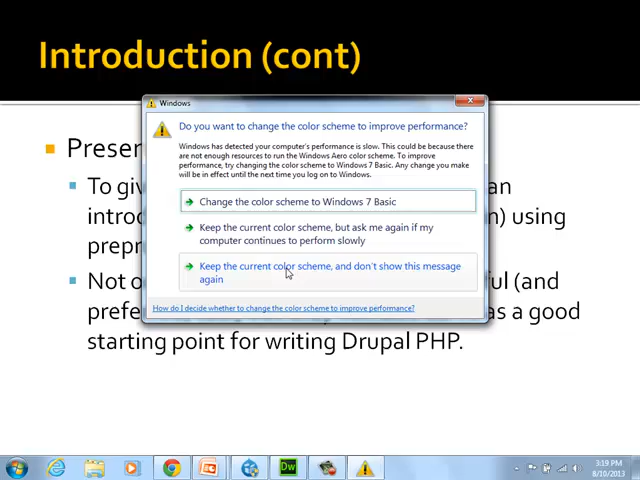 Introduction (cont)
Windows
Do you want to change the color scheme to improve performance?
Windows has detected your computer's performance is slow. This could be because there
are not enough resources to run the Windows Aero color scheme. To improve
performance, try changing the color scheme to Windows 7 Basic. Any change you make
will be in effect until the next time you log on to Windows.
Change the color scheme to Windows 7 Basic
Keep the current color scheme, but ask me again if my
computer continues to perform slowly
Keep the current color scheme, and don't show this message
again
How do I decide whether to change the color scheme to improve performance?
Presen
To giv an
introd n) using
prepr
Not o ful (and
prefe as a good
starting point for writing Drupal PHP.
Dw
3:19 PM
8/10/2013